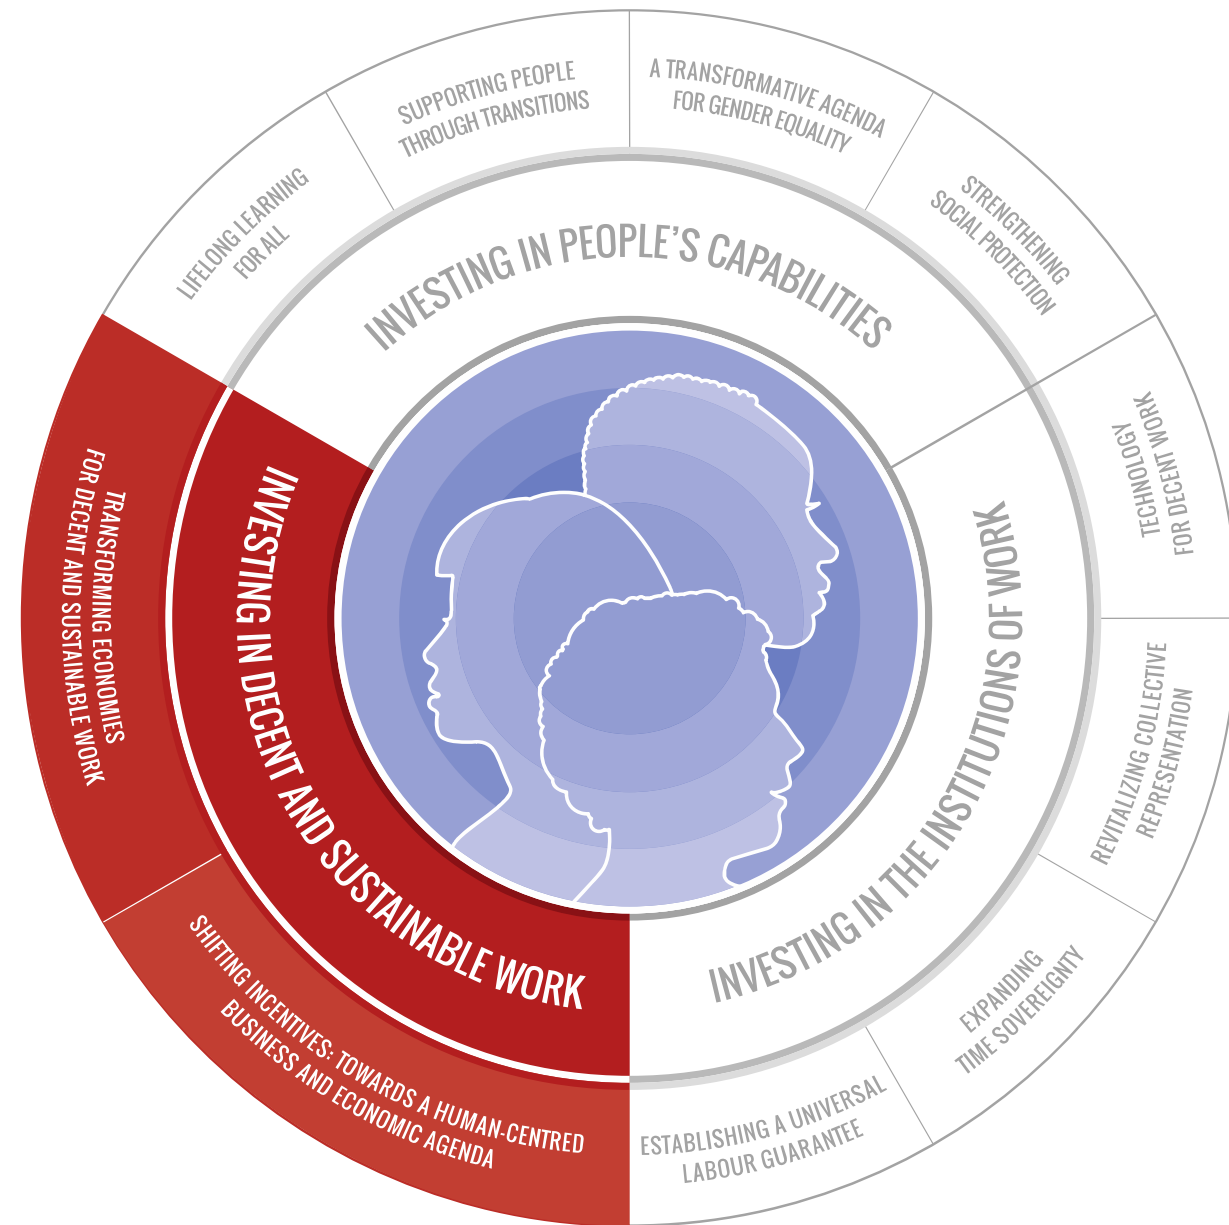 INVESTING IN PEOPLE'S CAPABILITIES
LIFELONG LEARNING
FOR ALL
SUPPORTING PEOPLE
THROUGH TRANSITIONS
A TRANSFORMATIVE AGENDA
FOR GENDER EQUALITY
STRENGTHENING
SOCIAL PROTECTION
INVESTING IN THE INSTITUTIONS OF WORK
TECHNOLOGY
FOR DECENT WORK
REVITALIZING COLLECTIVE
REPRESENTATION
EXPANDING
TIME SOVEREIGNTY
ESTABLISHING A UNIVERSAL
LABOUR GUARANTEE
INVESTING IN DECENT AND SUSTAINABLE WORK
TRANSFORMING ECONOMIES
FOR DECENT AND SUSTAINABLE WORK
SHIFTING INCENTIVES: TOWARDS A HUMAN-CENTRED
BUSINESS AND ECONOMIC AGENDA